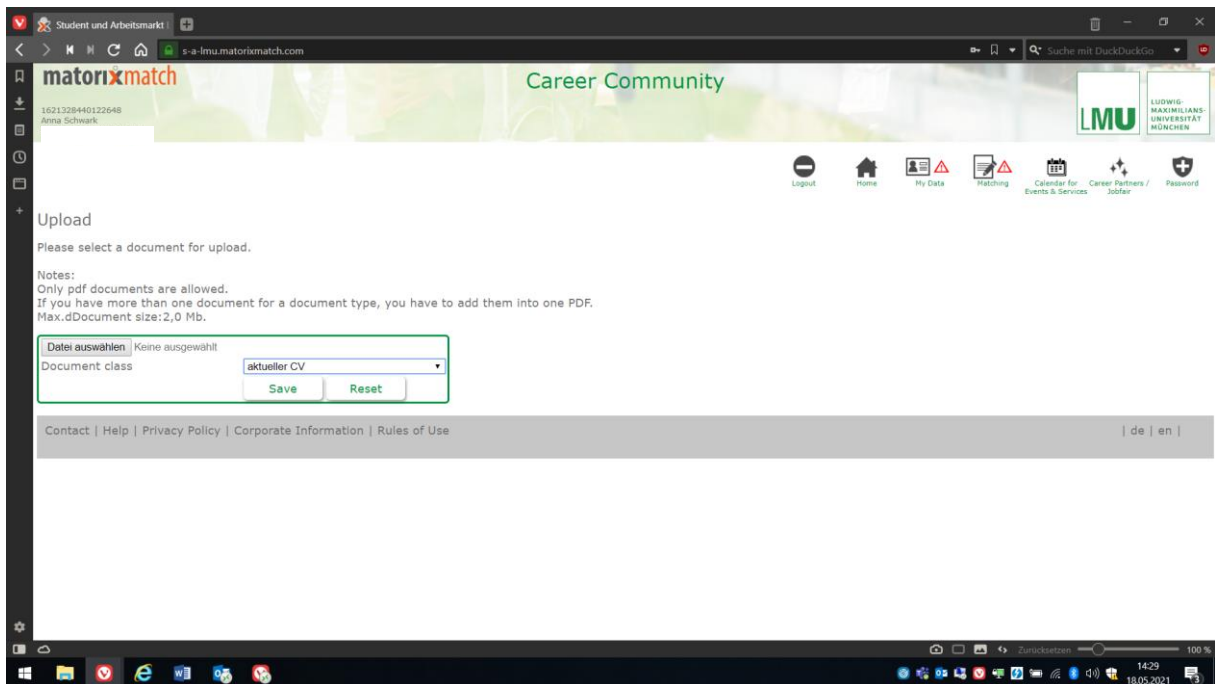 Student und Arbeitsmarkt
s-a-lmu.matorixmatch.com
Suche mit DuckDuckGo
matorixmatch
Career Community
1621328440122648
Anna Schwark
LMU
LUDWIG-
MAXIMILIANS-
UNIVERSITÄT
MÜNCHEN
Logout
Home
My Data
Matching
Calendar for
Events & Services
Career Partners /
Jobfair
Password
Upload
Please select a document for upload.
Notes:
Only pdf documents are allowed.
If you have more than one document for a document type, you have to add them into one PDF.
Max.dDocument size:2,0 Mb.
Datei auswählen Keine ausgewählt
Document class aktueller CV
Save Reset
Contact | Help | Privacy Policy | Corporate Information | Rules of Use | de | en |
Zurücksetzen 100 %
14:29
18.05.2021